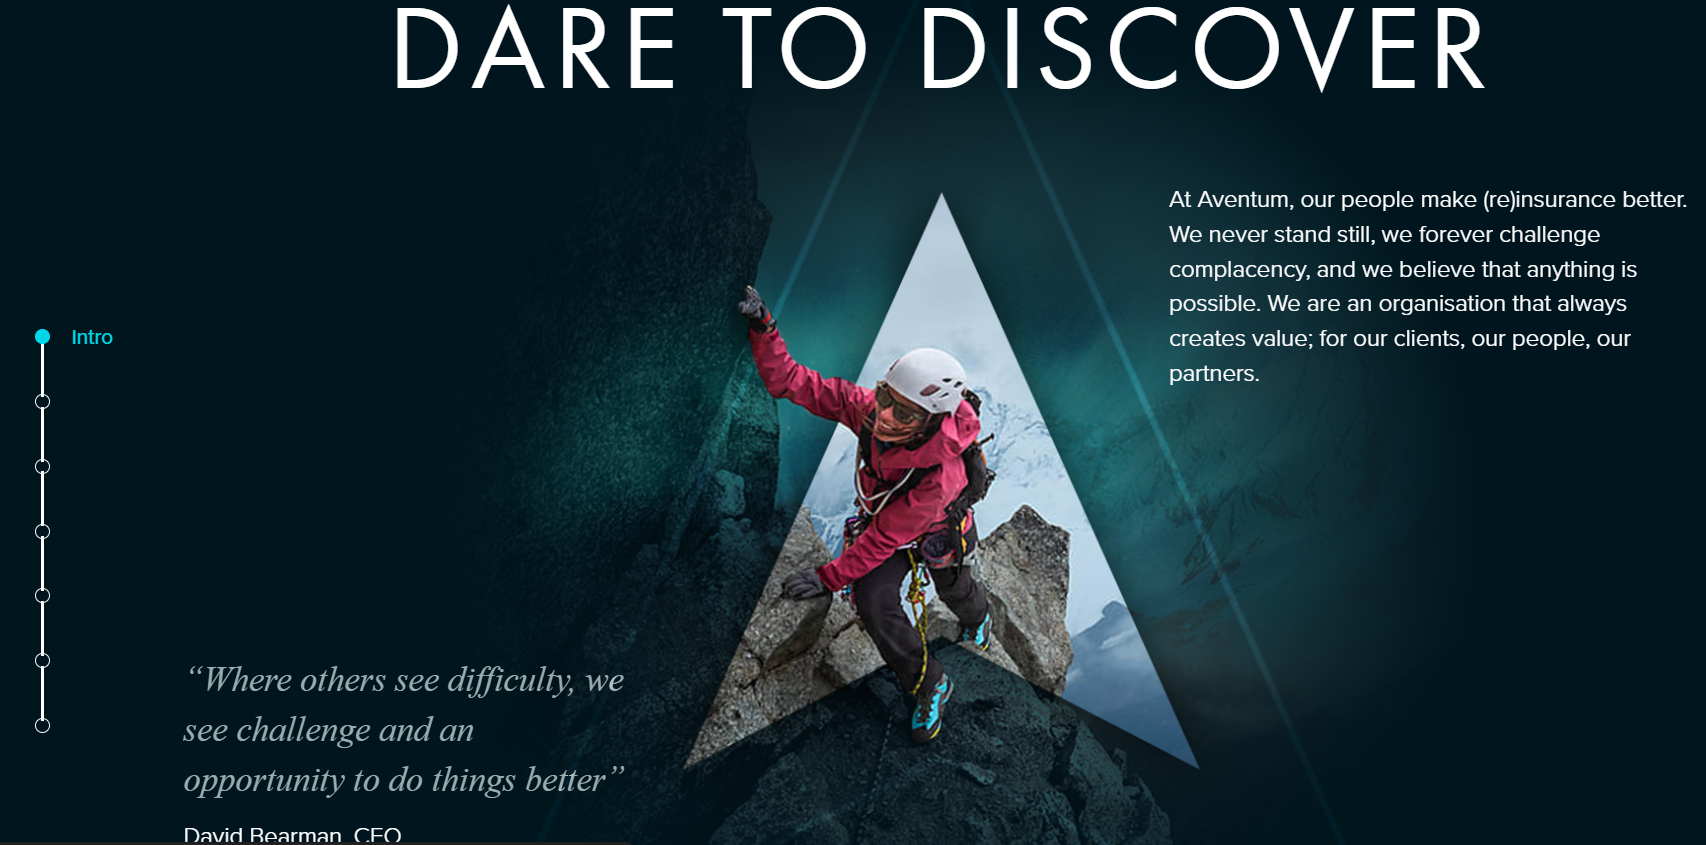 DARE TO DISCOVER
At Aventum, our people make (re)insurance better.
We never stand still, we forever challenge
complacency, and we believe that anything is
possible. We are an organisation that always
creates value; for our clients, our people, our
partners.
Intro
“Where others see difficulty, we
see challenge and an
opportunity to do things better”
David Bearman, CEO